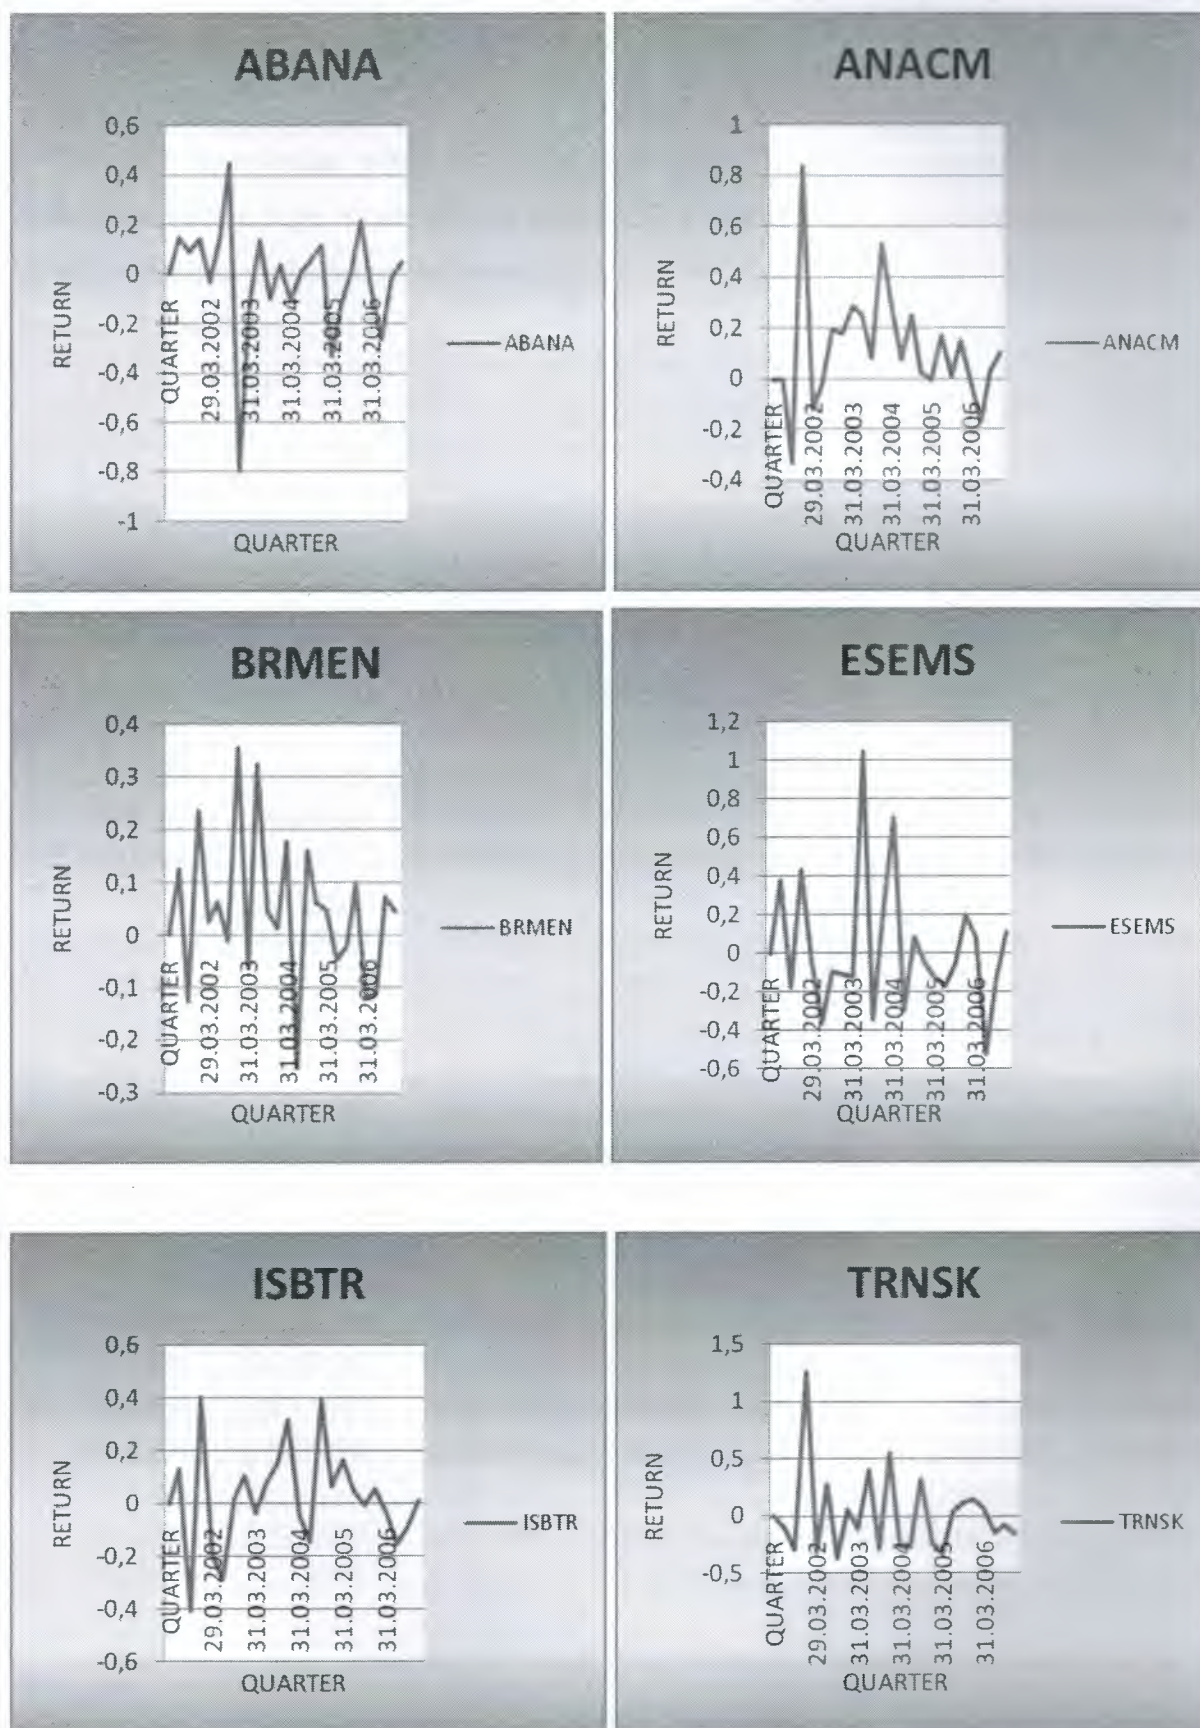 ABANA
0,6
0,4
0,2
0
-0,2
-0,4
-0,6
-0,8
-1
RETURN
QUARTER
29.03.2002
31.03.2003
31.03.2004
31.03.2005
31.03.2006
QUARTER
ABANA
ANACM
1
0,8
0,6
0,4
0,2
0
-0,2
-0,4
RETURN
QUARTER
29.03.2002
31.03.2003
31.03.2004
31.03.2005
31.03.2006
QUARTER
ANACM
BRMEN
0,4
0,3
0,2
0,1
0
-0,1
-0,2
-0,3
RETURN
QUARTER
29.03.2002
31.03.2003
31.03.2004
31.03.2005
31.03.2006
QUARTER
BRMEN
ESEMS
1,2
1
0,8
0,6
0,4
0,2
0
-0,2
-0,4
-0,6
RETURN
QUARTER
29.03.2002
31.03.2003
31.03.2004
31.03.2005
31.03.2006
QUARTER
ESEMS
ISBTR
0,6
0,4
0,2
0
-0,2
-0,4
-0,6
RETURN
QUARTER
29.03.2002
31.03.2003
31.03.2004
31.03.2005
31.03.2006
QUARTER
ISBTR
TRNSK
1,5
1
0,5
0
-0,5
RETURN
QUARTER
29.03.2002
31.03.2003
31.03.2004
31.03.2005
31.03.2006
QUARTER
TRNSK